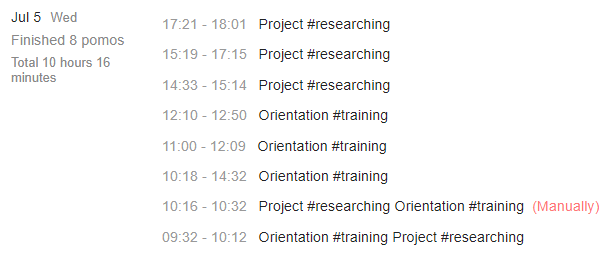 Jul 5 Wed
Finished 8 pomos
Total 10 hours 16
minutes
17:21 - 18:01 Project #researching
15:19 - 17:15 Project #researching
14:33 - 15:14 Project #researching
12:10 - 12:50 Orientation #training
11:00 - 12:09 Orientation #training
10:18 - 14:32 Orientation #training
10:16 - 10:32 Project #researching Orientation #training (Manually)
09:32 - 10:12 Orientation #training Project #researching